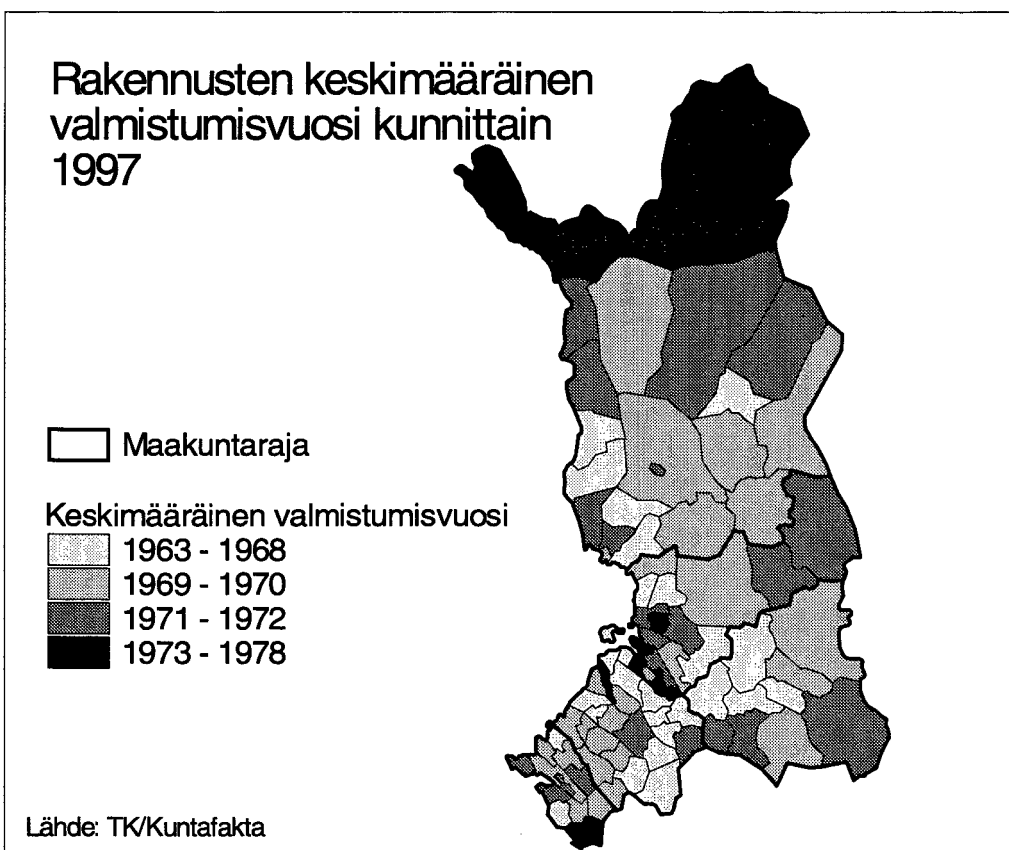 Rakennusten keskimääräinen
valmistumisvuosi kunnittain
1997
Maakuntaraja
Keskimääräinen valmistumisvuosi
1963 - 1968
1969 - 1970
1971 - 1972
1973 - 1978
Lähde: TK/Kuntafakta